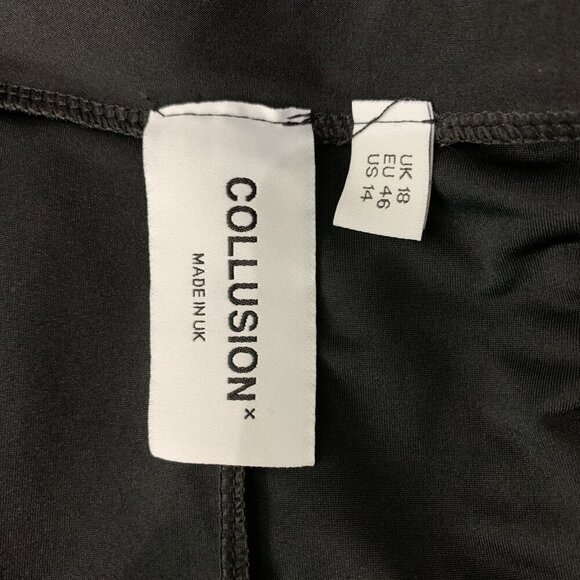 COLLUSION×
MADE IN UK
UK 18
EU 46
US 14